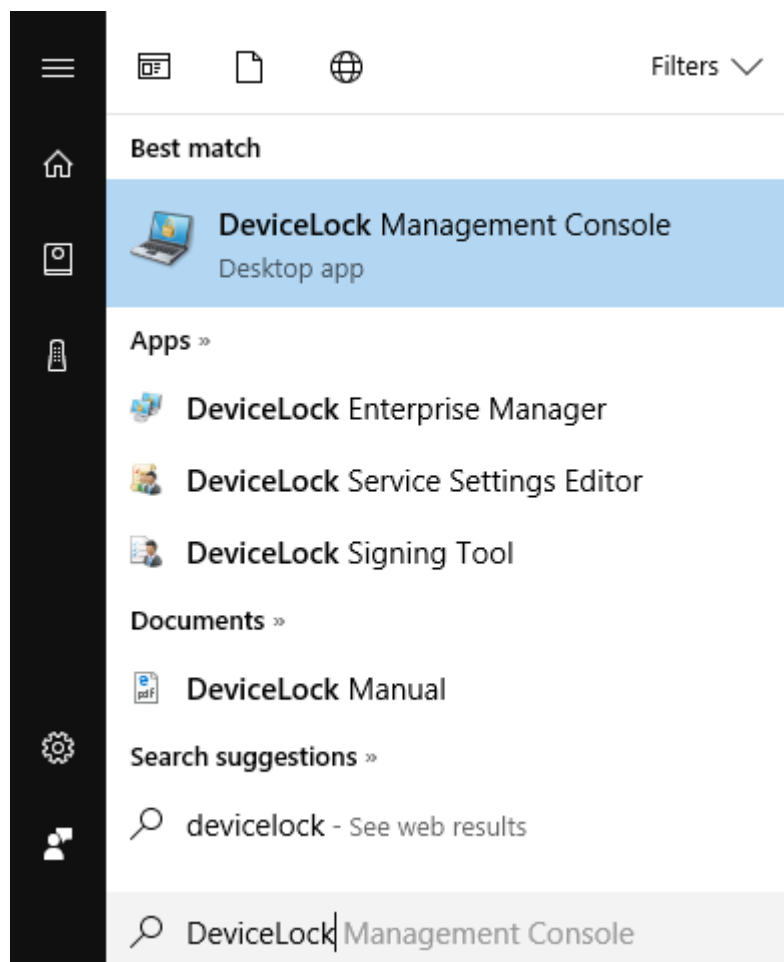 Filters
Best match
DeviceLock Management Console
Desktop app
Apps »
DeviceLock Enterprise Manager
DeviceLock Service Settings Editor
DeviceLock Signing Tool
Documents »
DeviceLock Manual
Search suggestions »
devicelock - See web results
DeviceLock Management Console